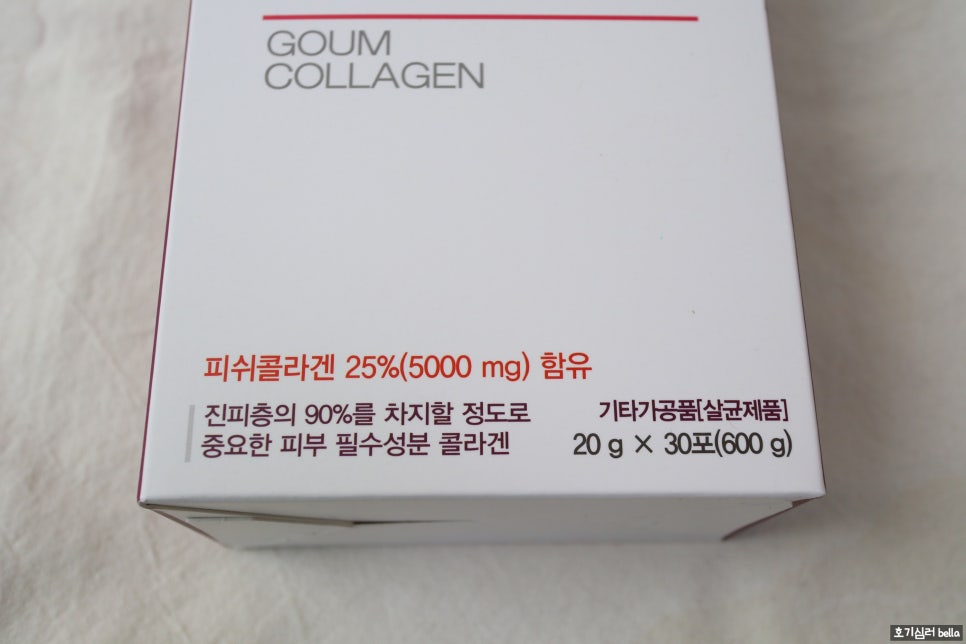 GOUM
COLLAGEN
피쉬콜라겐 25%(5000 mg) 함유
진피층의 90%를 차지할 정도로
중요한 피부 필수성분 콜라겐
기타가공품[살균제품]
20 g × 30포(600 g)
호기심러 bella